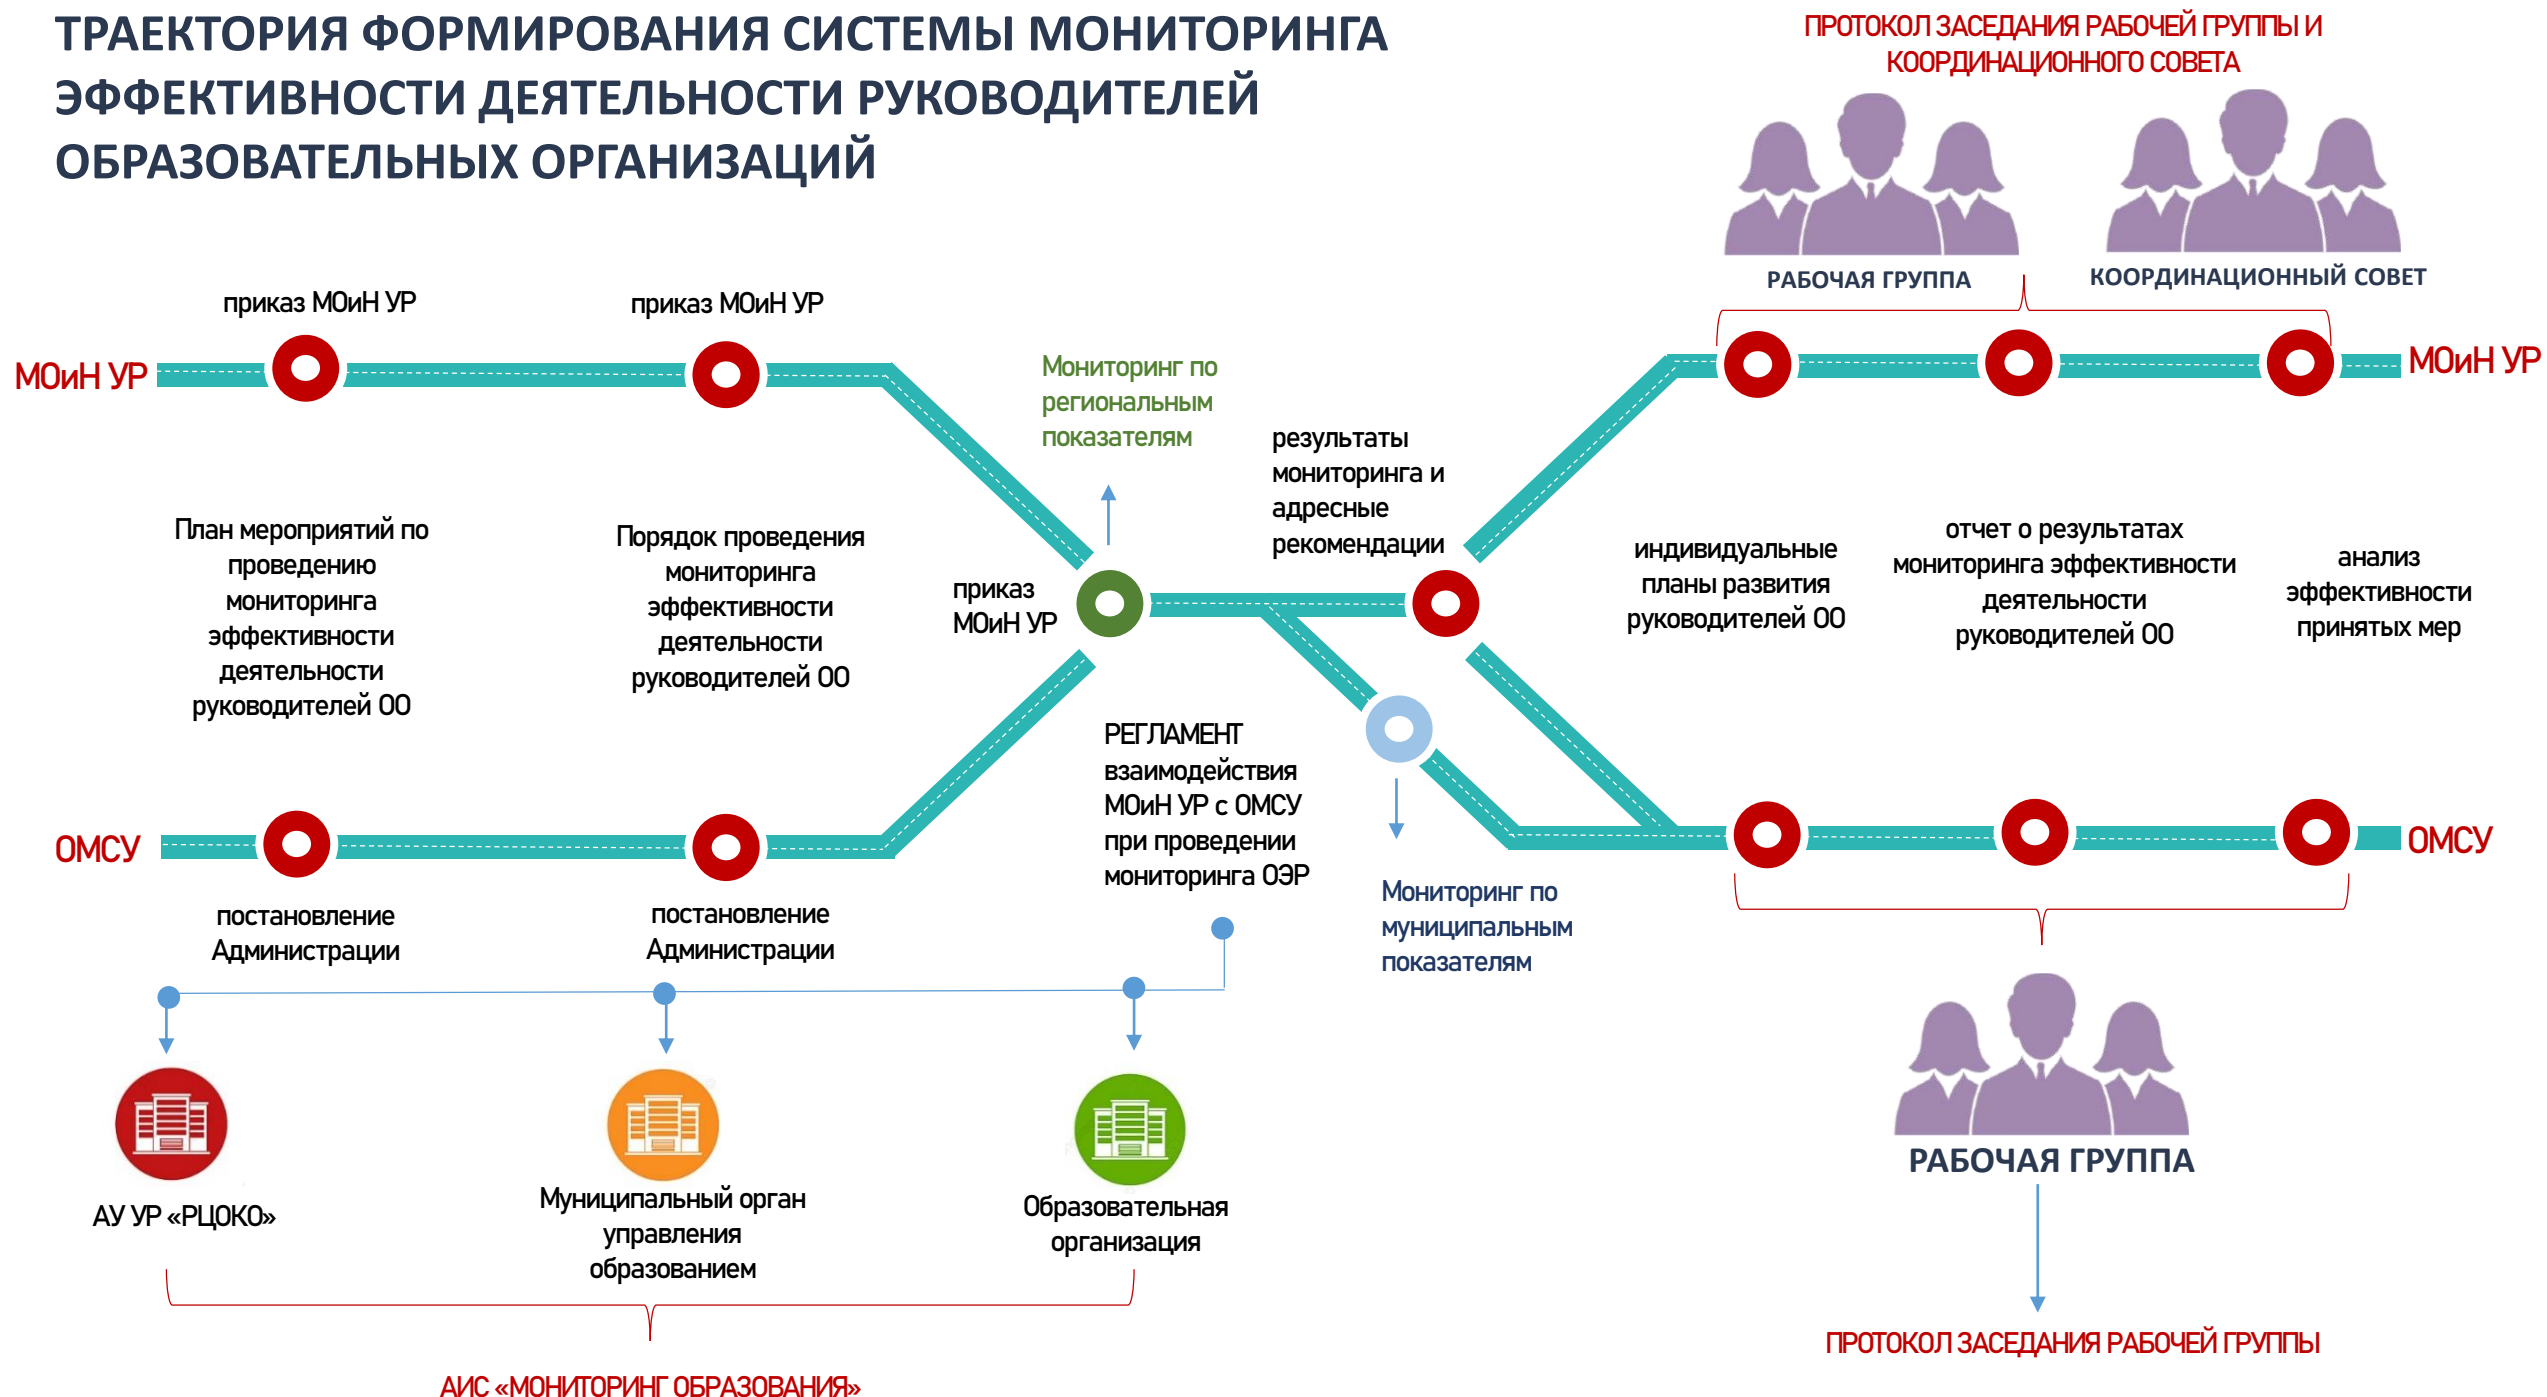 ТРАЕКТОРИЯ ФОРМИРОВАНИЯ СИСТЕМЫ МОНИТОРИНГА
ЭФФЕКТИВНОСТИ ДЕЯТЕЛЬНОСТИ РУКОВОДИТЕЛЕЙ
ОБРАЗОВАТЕЛЬНЫХ ОРГАНИЗАЦИЙ
ПРОТОКОЛ ЗАСЕДАНИЯ РАБОЧЕЙ ГРУППЫ И
КООРДИНАЦИОННОГО СОВЕТА
РАБОЧАЯ ГРУППА
КООРДИНАЦИОННЫЙ СОВЕТ
приказ МОиН УР
приказ МОиН УР
МОиН УР
МОиН УР
Мониторинг по
региональным
показателям
результаты
мониторинга и
адресные
рекомендации
План мероприятий по
проведению
мониторинга
эффективности
деятельности
руководителей ОО
Порядок проведения
мониторинга
эффективности
деятельности
руководителей ОО
приказ
МОиН УР
индивидуальные
планы развития
руководителей ОО
отчет о результатах
мониторинга эффективности
деятельности
руководителей ОО
анализ
эффективности
принятых мер
РЕГЛАМЕНТ
взаимодействия
МОиН УР с ОМСУ
при проведении
мониторинга ОЭР
ОМСУ
ОМСУ
постановление
Администрации
постановление
Администрации
Мониторинг по
муниципальным
показателям
АУ УР «РЦОКО»
Муниципальный орган
управления
образованием
Образовательная
организация
РАБОЧАЯ ГРУППА
ПРОТОКОЛ ЗАСЕДАНИЯ РАБОЧЕЙ ГРУППЫ
АИС «МОНИТОРИНГ ОБРАЗОВАНИЯ»